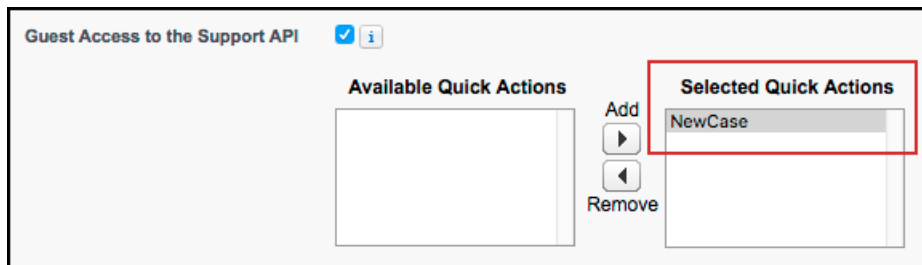 Guest Access to the Support API
i
Available Quick Actions
Selected Quick Actions
Add
NewCase
Remove